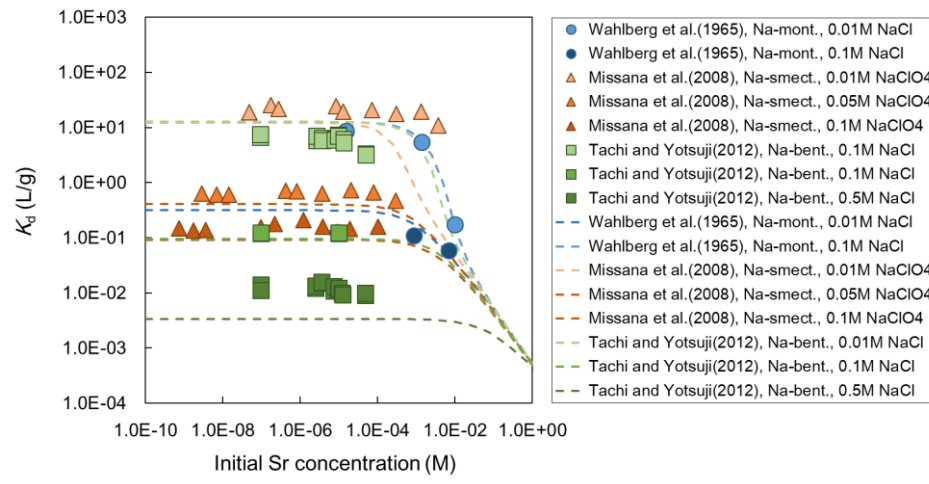 1.0E+03
1.0E+02
1.0E+01
1.0E+00
1.0E-01
1.0E-02
1.0E-03
1.0E-04
Kd (L/g)
1.0E-10 1.0E-08 1.0E-06 1.0E-04 1.0E-02 1.0E+00
Initial Sr concentration (M)
Wahlberg et al.(1965), Na-mont., 0.01M NaCl
Wahlberg et al.(1965), Na-mont., 0.1M NaCl
Missana et al.(2008), Na-smect., 0.01M NaClO4
Missana et al.(2008), Na-smect., 0.05M NaClO4
Missana et al.(2008), Na-smect., 0.1M NaClO4
Tachi and Yotsuji(2012), Na-bent., 0.1M NaCl
Tachi and Yotsuji(2012), Na-bent., 0.1M NaCl
Tachi and Yotsuji(2012), Na-bent., 0.5M NaCl
Wahlberg et al.(1965), Na-mont., 0.01M NaCl
Wahlberg et al.(1965), Na-mont., 0.1M NaCl
Missana et al.(2008), Na-smect., 0.01M NaClO4
Missana et al.(2008), Na-smect., 0.05M NaClO4
Missana et al.(2008), Na-smect., 0.1M NaClO4
Tachi and Yotsuji(2012), Na-bent., 0.01M NaCl
Tachi and Yotsuji(2012), Na-bent., 0.1M NaCl
Tachi and Yotsuji(2012), Na-bent., 0.5M NaCl